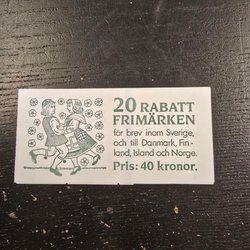 20 RABATT
FRIMÄRKEN
för brev inom Sverige,
och till Danmark, Fin-
land, Island och Norge.
Pris: 40 kronor.